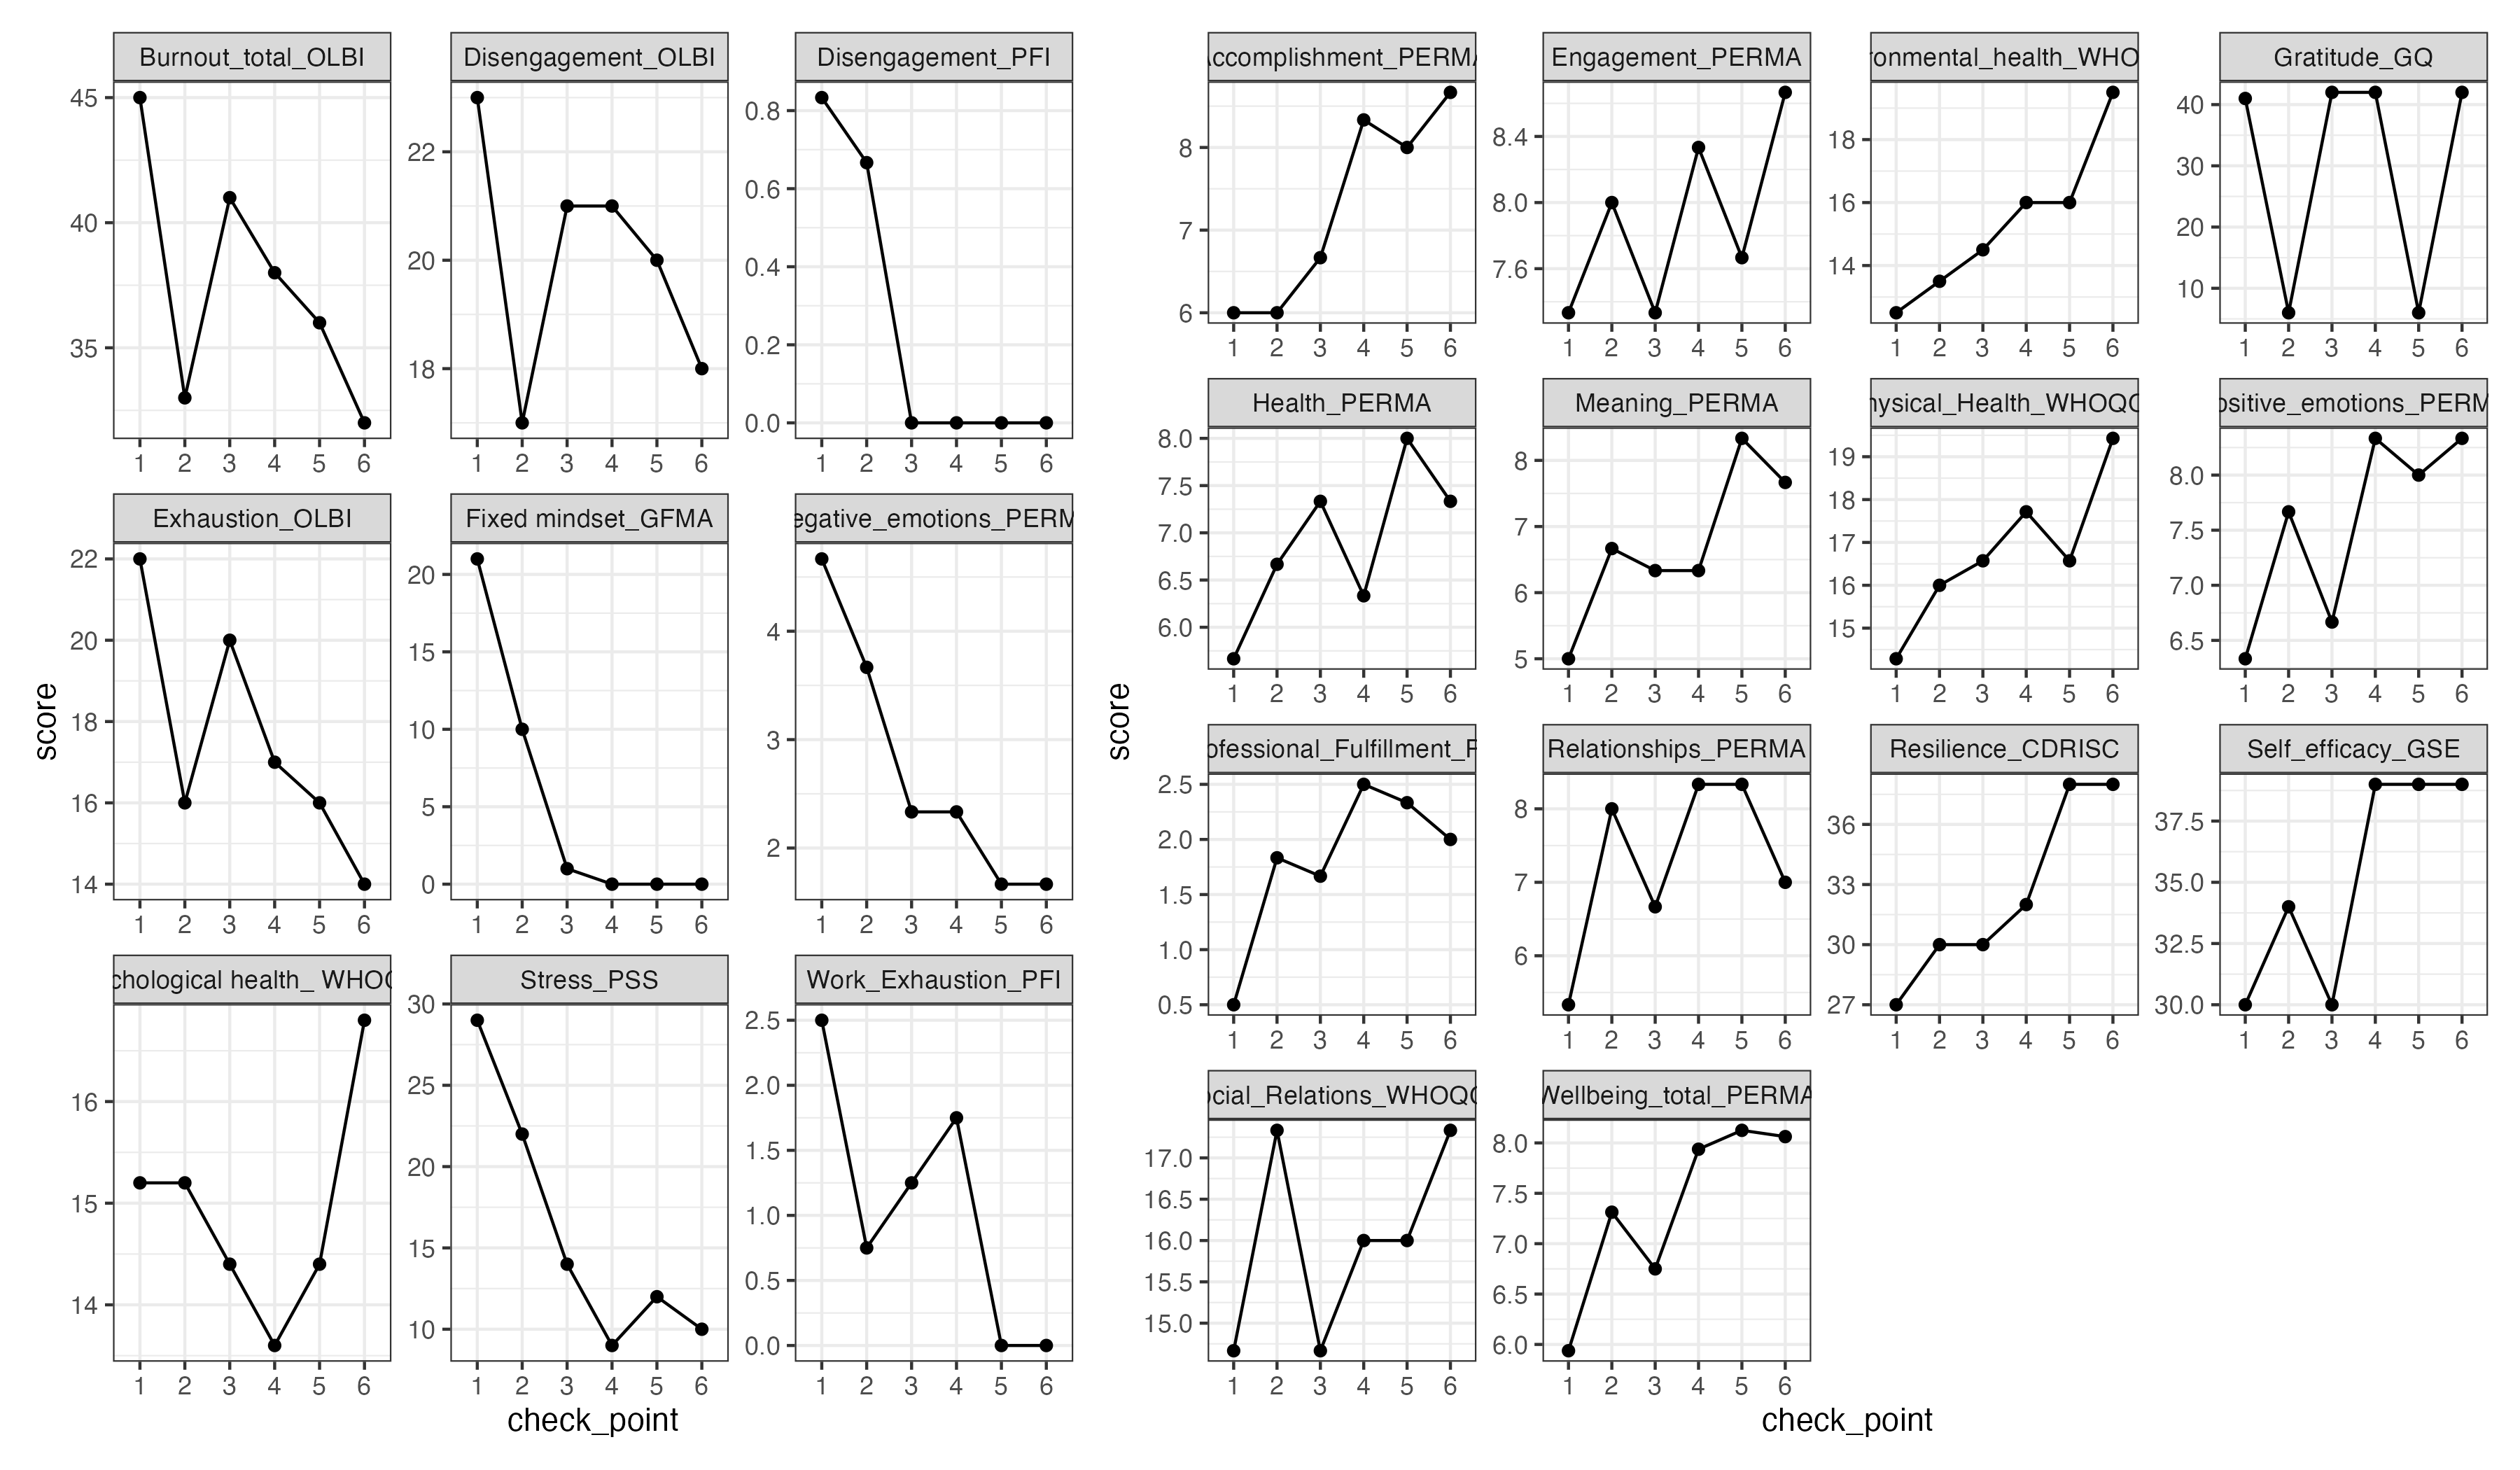 Burnout_total_OLBI
45
40
35
1 2 3 4 5 6
Disengagement_OLBI
22
20
18
1 2 3 4 5 6
Disengagement_PFI
0.8
0.6
0.4
0.2
0.0
1 2 3 4 5 6
Exhaustion_OLBI
22
20
18
16
14
1 2 3 4 5 6
Fixed mindset_GFMA
20
15
10
5
0
1 2 3 4 5 6
egative_emotions_PERM
4
3
2
1 2 3 4 5 6
chological health_ WHOQ
16
15
14
1 2 3 4 5 6
Stress_PSS
30
25
20
15
10
1 2 3 4 5 6
Work_Exhaustion_PFI
2.5
2.0
1.5
1.0
0.5
0.0
1 2 3 4 5 6
score
check_point
Accomplishment_PERMA
8
7
6
1 2 3 4 5 6
Engagement_PERMA
8.4
8.0
7.6
1 2 3 4 5 6
ronmental_health_WHO
18
16
14
1 2 3 4 5 6
Gratitude_GQ
40
30
20
10
1 2 3 4 5 6
Health_PERMA
8.0
7.5
7.0
6.5
6.0
1 2 3 4 5 6
Meaning_PERMA
8
7
6
5
1 2 3 4 5 6
hysical_Health_WHOQO
19
18
17
16
15
1 2 3 4 5 6
ositive_emotions_PERM
8.0
7.5
7.0
6.5
1 2 3 4 5 6
ofessional_Fulfillment_P
2.5
2.0
1.5
1.0
0.5
1 2 3 4 5 6
Relationships_PERMA
8
7
6
1 2 3 4 5 6
Resilience_CDRISC
36
33
30
27
1 2 3 4 5 6
Self_efficacy_GSE
37.5
35.0
32.5
30.0
1 2 3 4 5 6
ocial_Relations_WHOQO
17.0
16.5
16.0
15.5
15.0
1 2 3 4 5 6
Wellbeing_total_PERMA
8.0
7.5
7.0
6.5
6.0
1 2 3 4 5 6
score
check_point